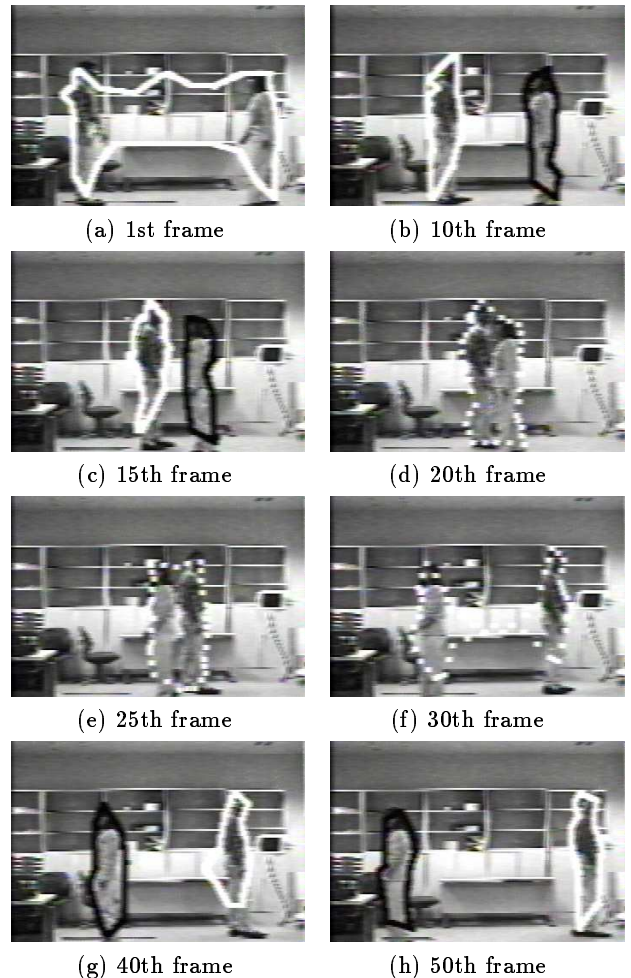 (a) 1st frame
(b) 10th frame
(c) 15th frame
(d) 20th frame
(e) 25th frame
(f) 30th frame
(g) 40th frame
(h) 50th frame